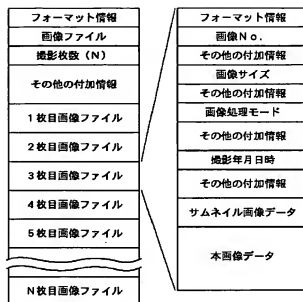 フォーマット情報
画像ファイル
撮影枚数（N）
その他の付加情報
1枚目画像ファイル
2枚目画像ファイル
3枚目画像ファイル
4枚目画像ファイル
5枚目画像ファイル
N枚目画像ファイル
フォーマット情報
画像No.
その他の付加情報
画像サイズ
その他の付加情報
画像処理モード
その他の付加情報
撮影年月日時
その他の付加情報
サムネイル画像データ
本画像データ